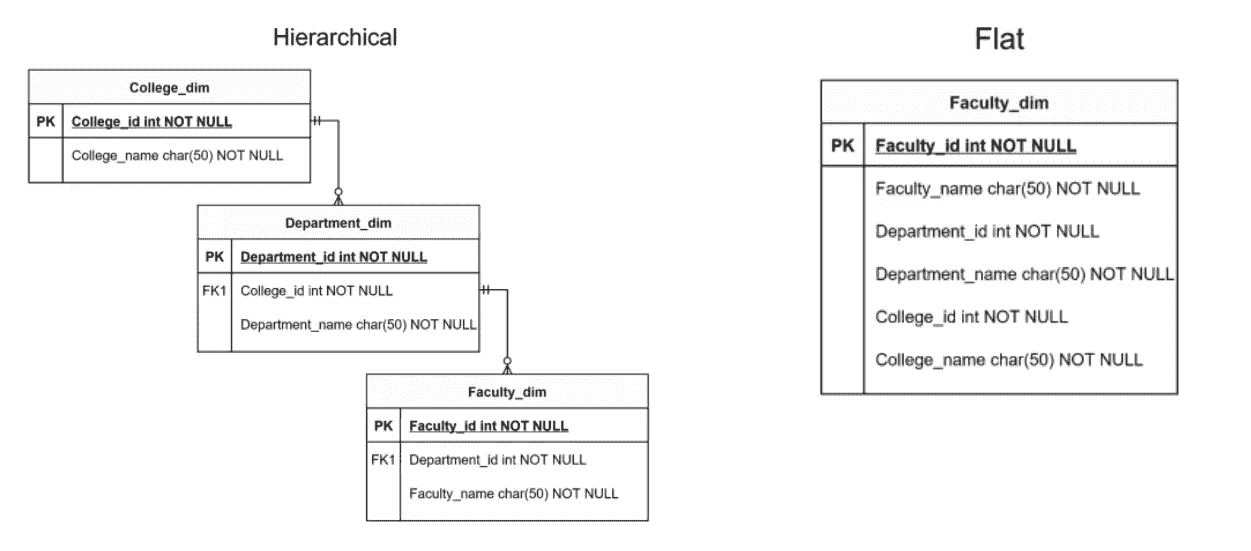 Hierarchical
College_dim
PK College_id int NOT NULL
College_name char(50) NOT NULL
Department_dim
PK Department_id int NOT NULL
FK1 College_id int NOT NULL
Department_name char(50) NOT NULL
Faculty_dim
PK Faculty_id int NOT NULL
FK1 Department_id int NOT NULL
Faculty_name char(50) NOT NULL
Flat
Faculty_dim
PK Faculty_id int NOT NULL
Faculty_name char(50) NOT NULL
Department_id int NOT NULL
Department_name char(50) NOT NULL
College_id int NOT NULL
College_name char(50) NOT NULL